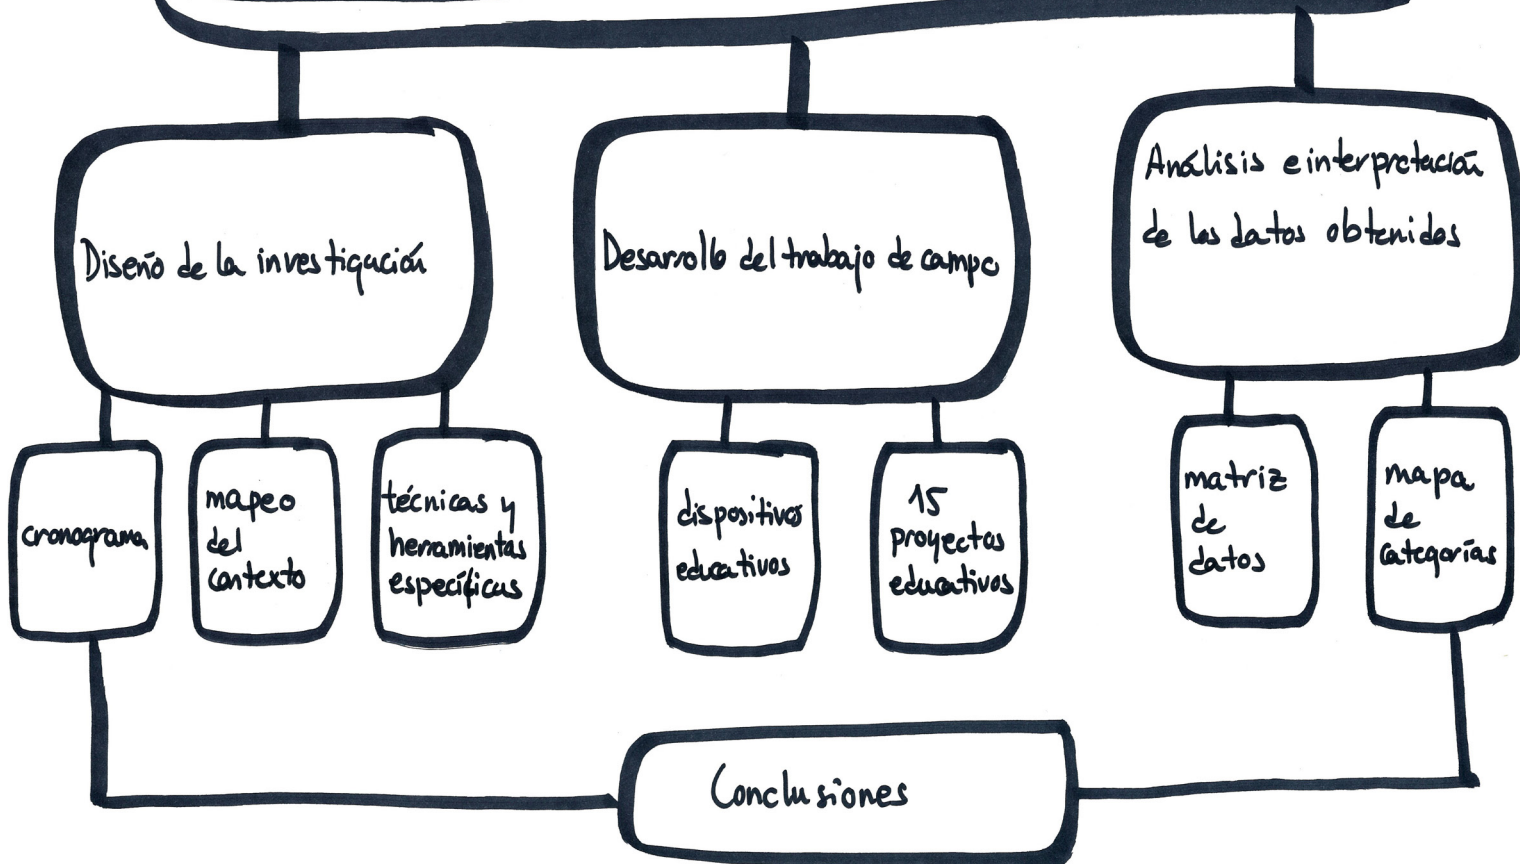 Diseño de la investigación
Desarrollo del trabajo de campo
Análisis e interpretación
de los datos obtenidos
cronograma
mapeo
del
contexto
técnicas y
herramientas
específicas
dispositivos
educativos
15
proyectos
educativos
matriz
de
datos
mapa
de
categorías
Conclusiones